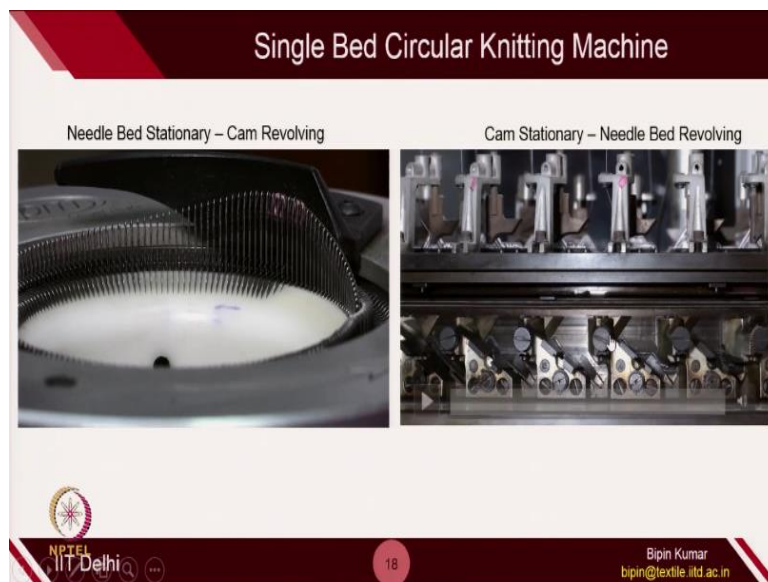 Single Bed Circular Knitting Machine
Needle Bed Stationary – Cam Revolving
Cam Stationary – Needle Bed Revolving
NPTEL
IIT Delhi
18
Bipin Kumar
bipin@textile.iitd.ac.in